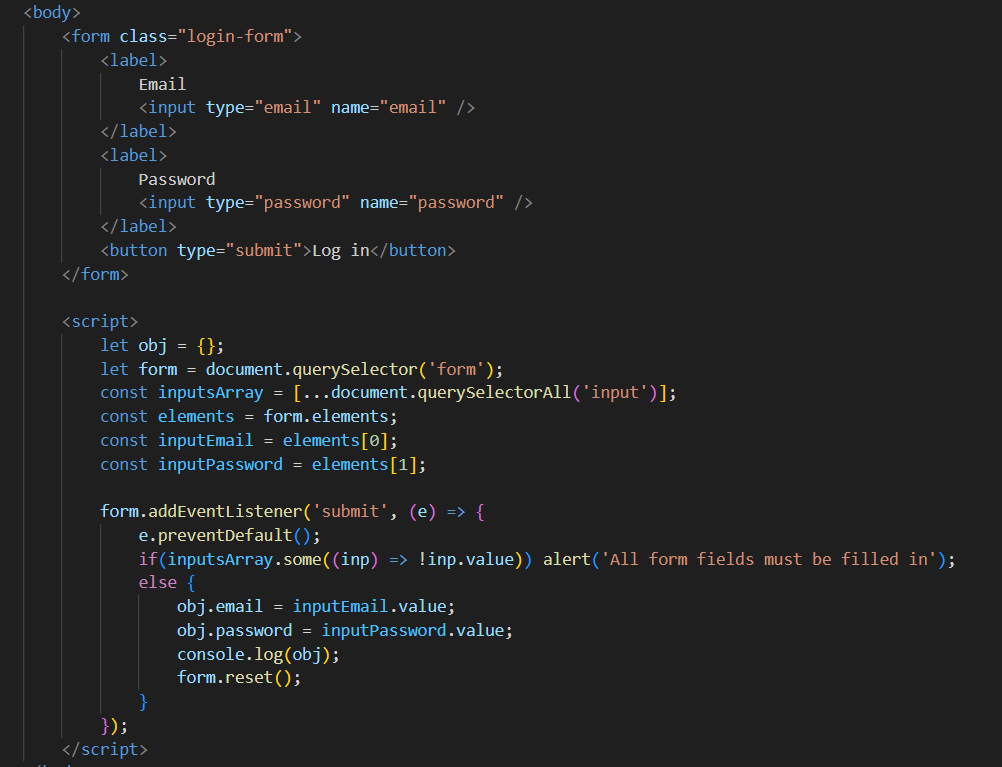 <body>
<form class="login-form">
<label>
Email
<input type="email" name="email" />
</label>
<label>
Password
<input type="password" name="password" />
</label>
<button type="submit">Log in</button>
</form>
<script>
let obj = {};
let form = document.querySelector('form');
const inputsArray = [...document.querySelectorAll('input')];
const elements = form.elements;
const inputEmail = elements[0];
const inputPassword = elements[1];
form.addEventListener('submit', (e) => {
e.preventDefault();
if(inputsArray.some((inp) => !inp.value)) alert('All form fields must be filled in');
else {
obj.email = inputEmail.value;
obj.password = inputPassword.value;
console.log(obj);
form.reset();
}
});
</script>